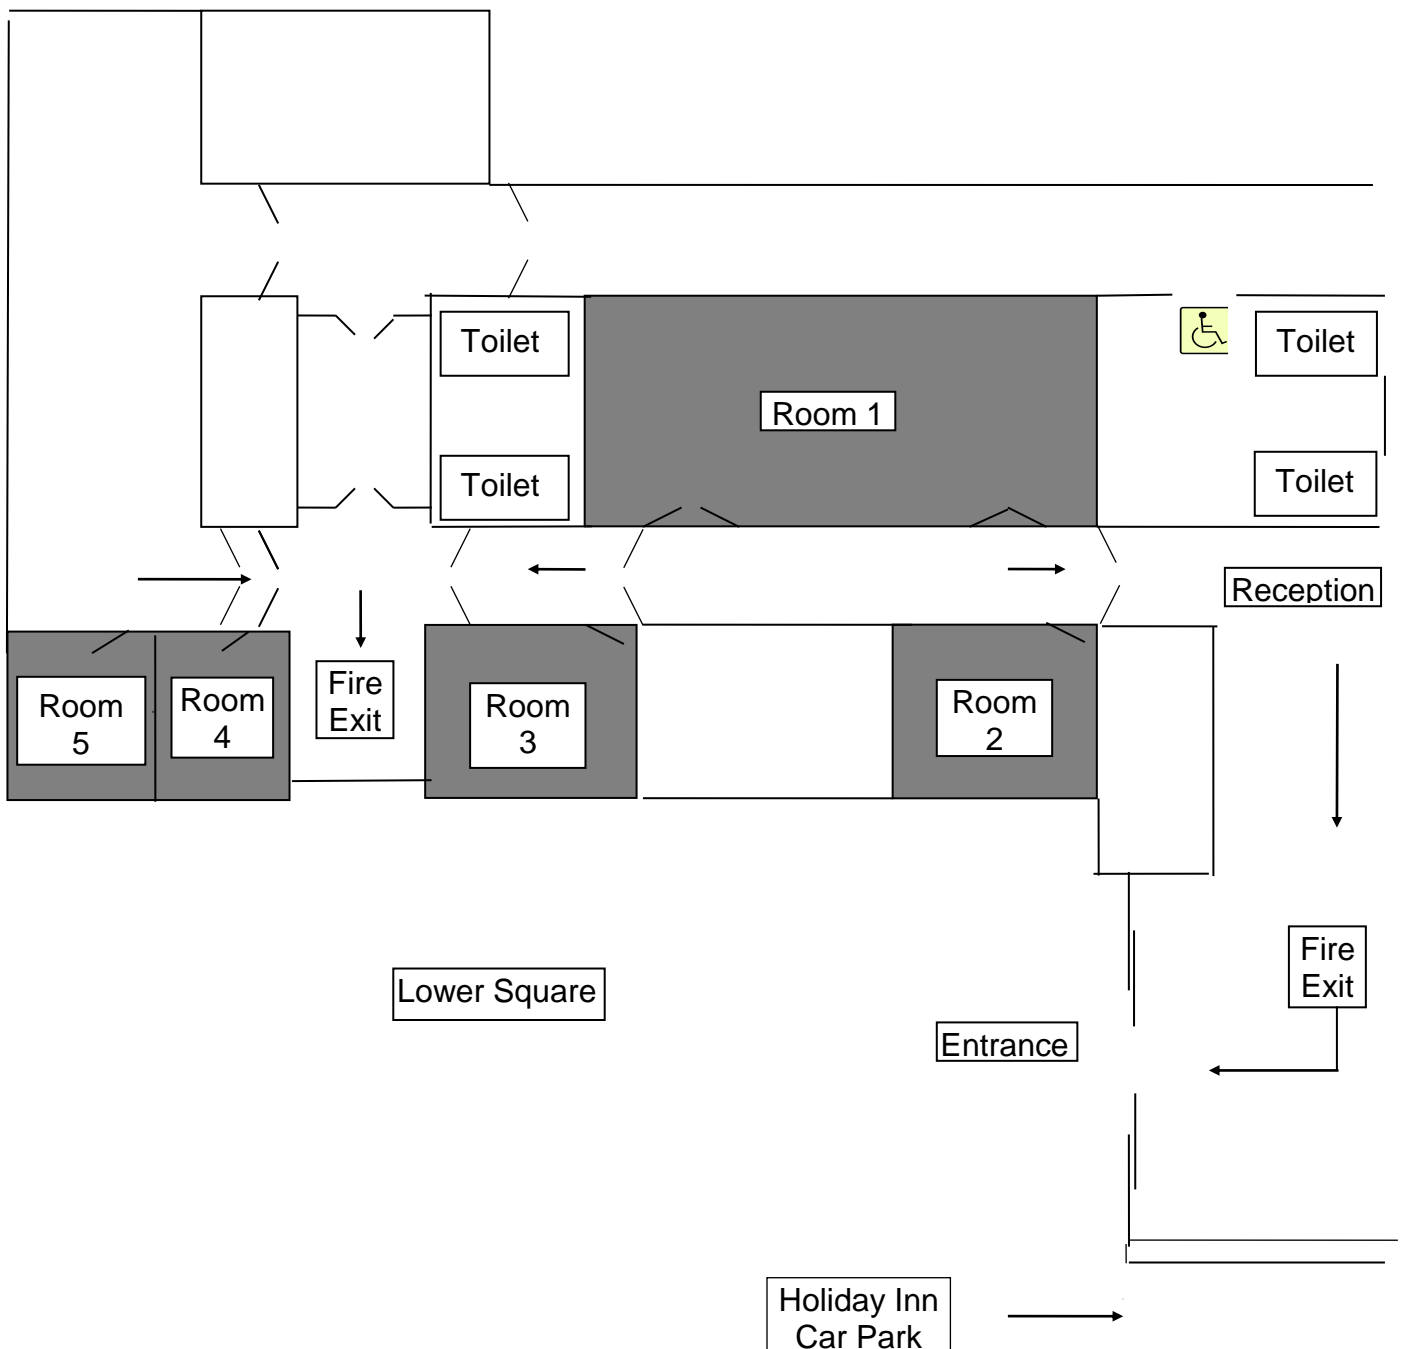 Toilet
Toilet
Room 1
Toilet
Toilet
Reception
Room
5
Room
4
Fire
Exit
Room
3
Room
2
Lower Square
Fire
Exit
Entrance
Holiday Inn
Car Park